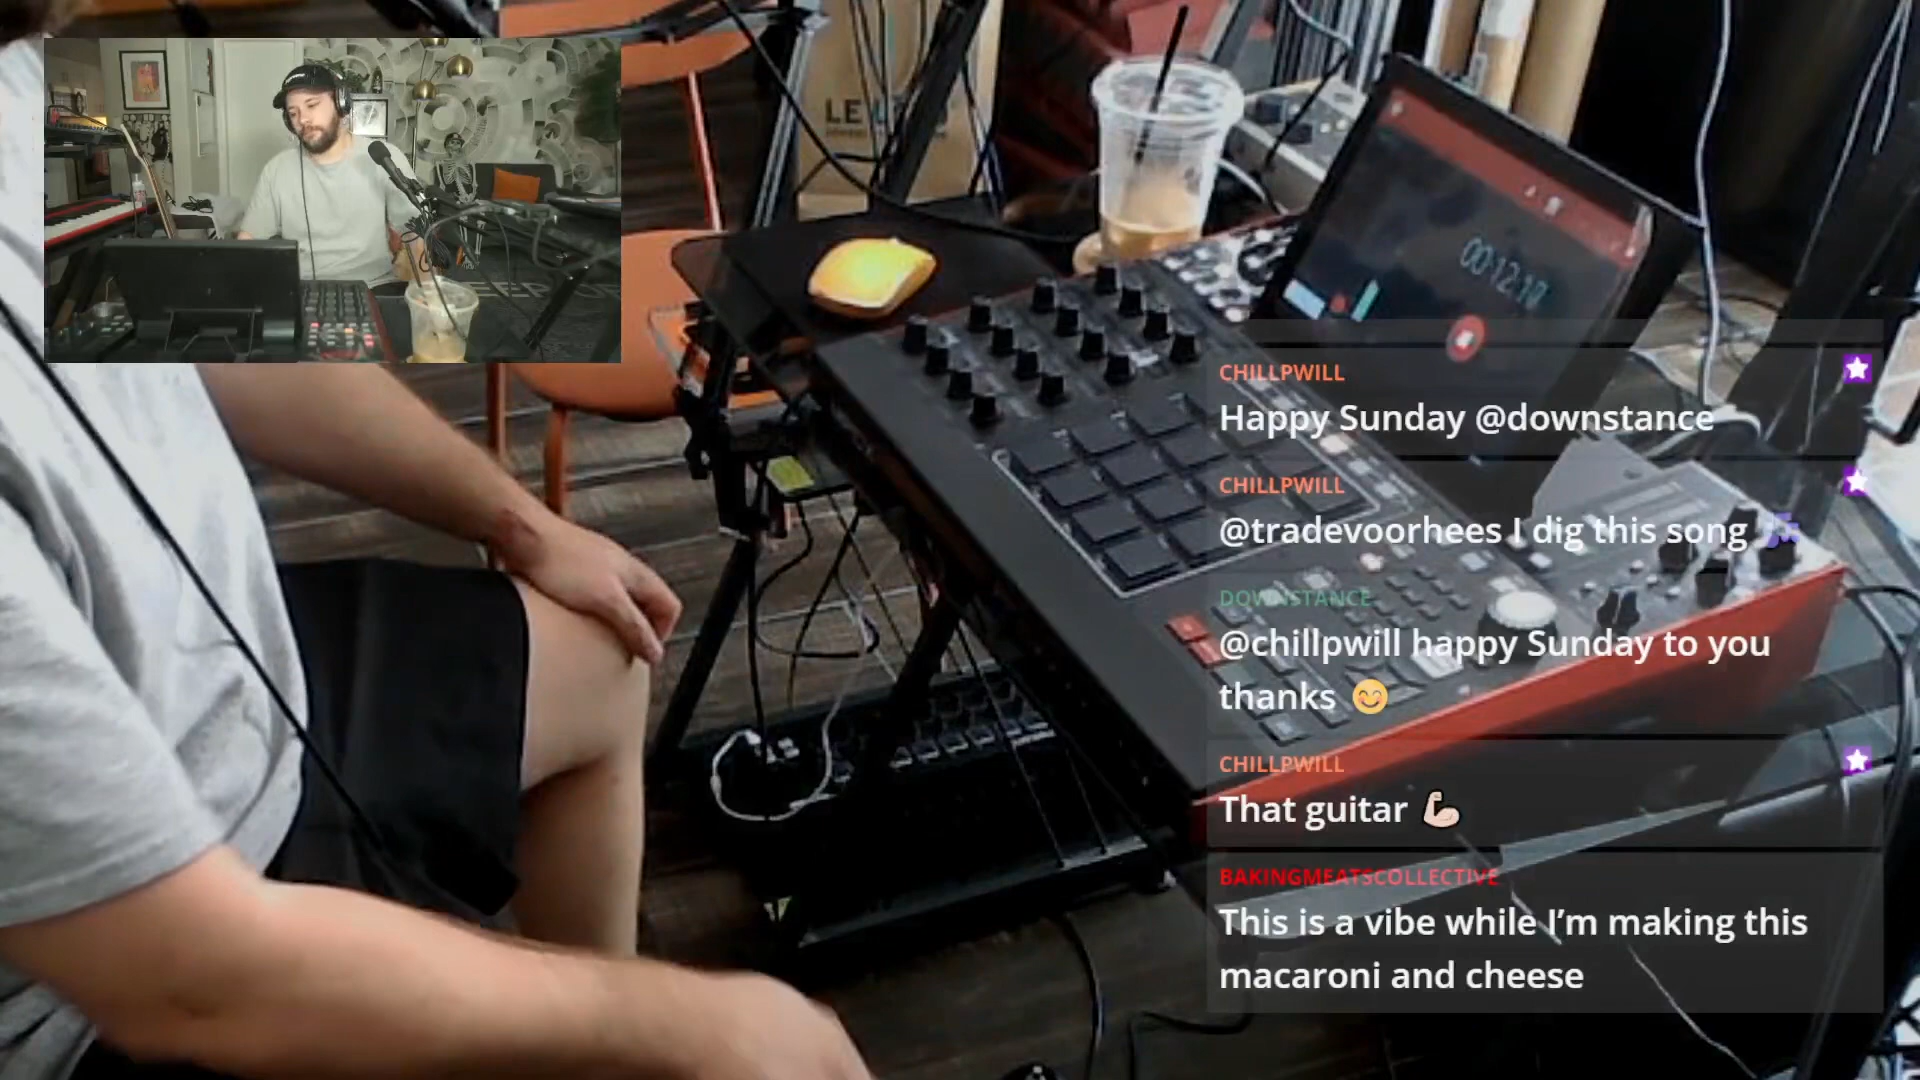 LE
00:12:10
CHILLPWILL
Happy Sunday @downstance
CHILLPWILL
@tradevoorhees I dig this song
DOWNSTANCE
@chillpwill happy Sunday to you
thanks 😊
CHILLPWILL
That guitar 💪🏻
BAKINGMEATSCOLLECTIVE
This is a vibe while I’m making this
macaroni and cheese